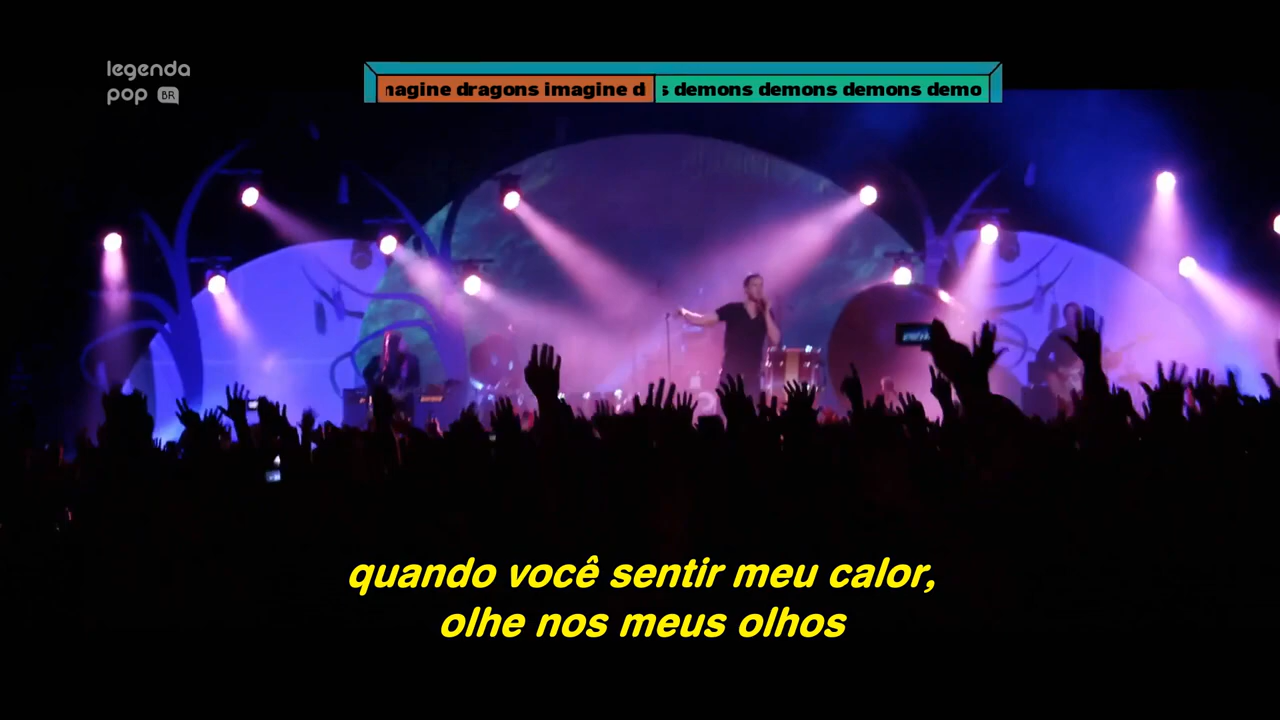 legenda
pop BR
nagine dragons imagine d
s demons demons demons demo
quando você sentir meu calor,
olhe nos meus olhos